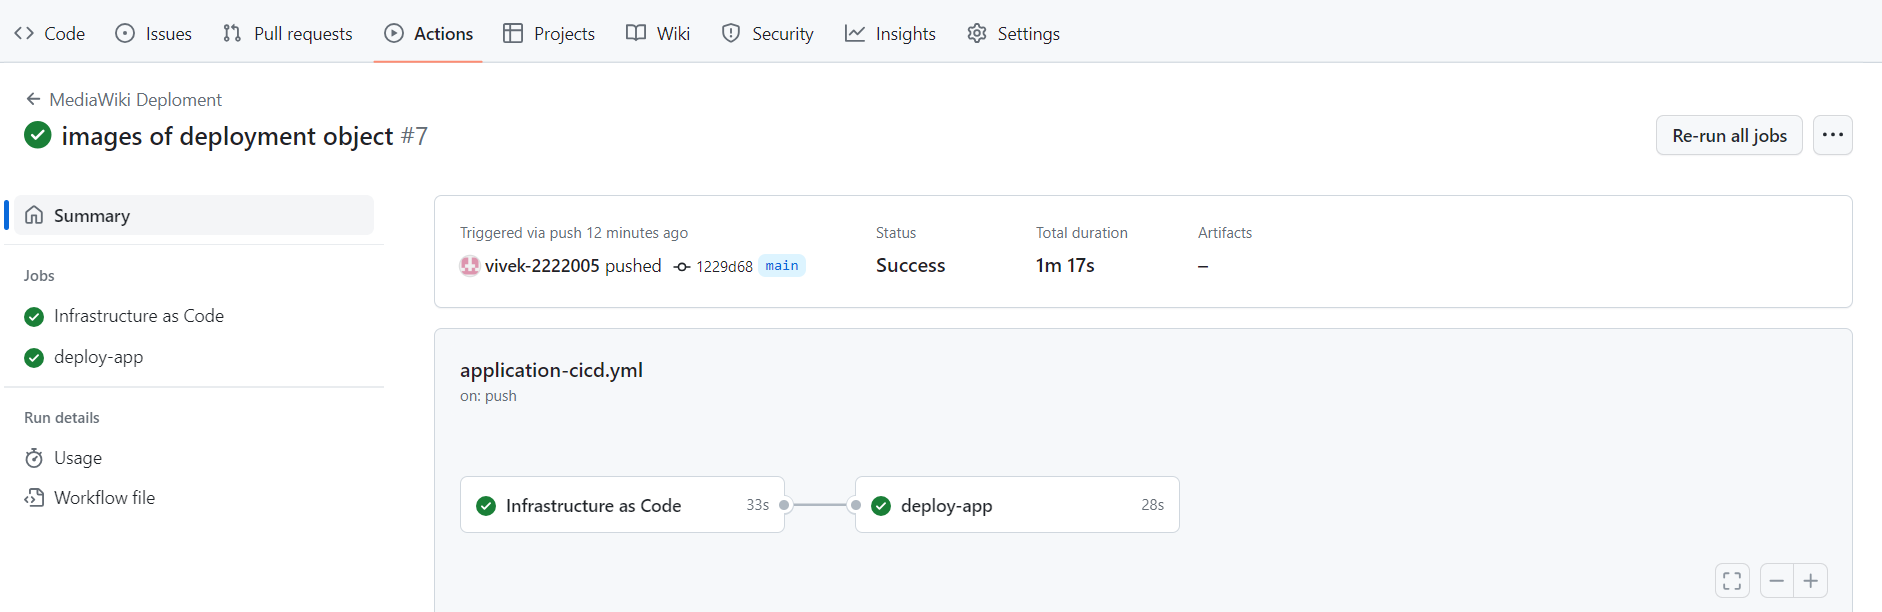 Code Issues Pull requests Actions Projects Wiki Security Insights Settings
MediaWiki Deploment
images of deployment object #7
Re-run all jobs
Summary
Jobs
Infrastructure as Code
deploy-app
Run details
Usage
Workflow file
Triggered via push 12 minutes ago
vivek-2222005 pushed 1229d68 main
Status
Success
Total duration
1m 17s
Artifacts
–
application-cicd.yml
on: push
Infrastructure as Code 33s
deploy-app 28s